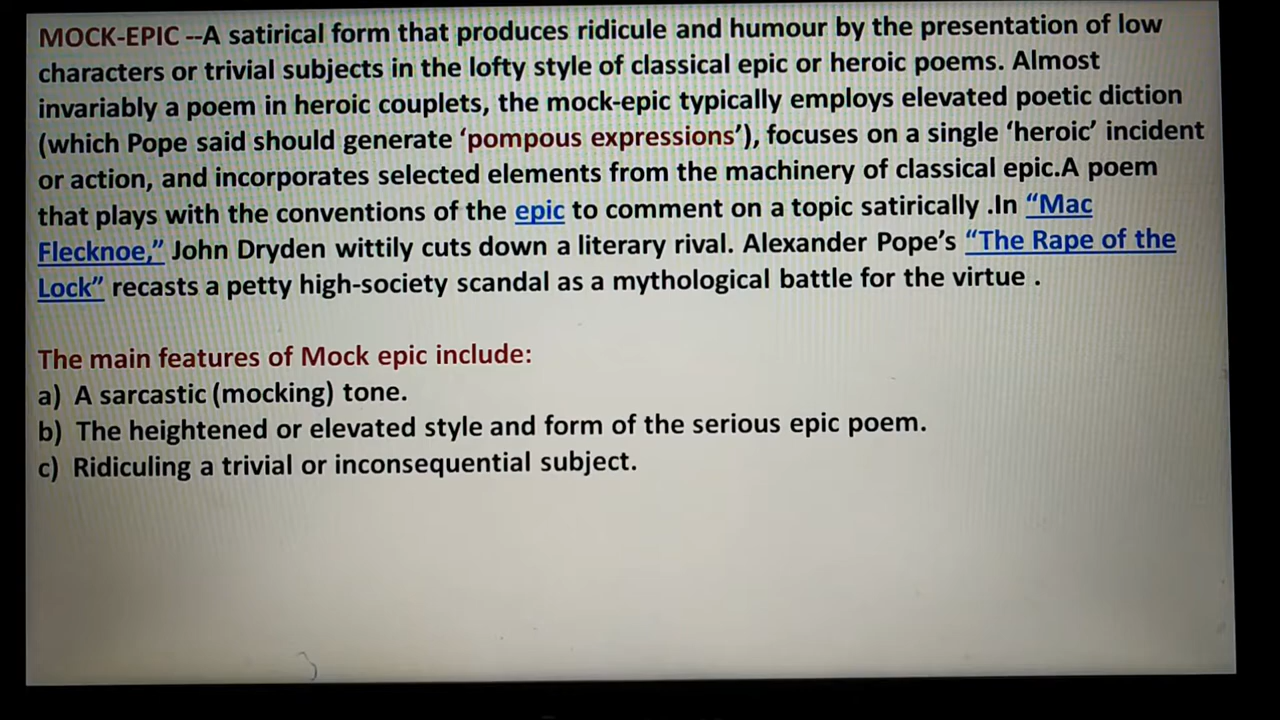 MOCK-EPIC --A satirical form that produces ridicule and humour by the presentation of low
characters or trivial subjects in the lofty style of classical epic or heroic poems. Almost
invariably a poem in heroic couplets, the mock-epic typically employs elevated poetic diction
(which Pope said should generate ‘pompous expressions’), focuses on a single ‘heroic’ incident
or action, and incorporates selected elements from the machinery of classical epic.A poem
that plays with the conventions of the epic to comment on a topic satirically .In “Mac
Flecknoe,” John Dryden wittily cuts down a literary rival. Alexander Pope’s “The Rape of the
Lock” recasts a petty high-society scandal as a mythological battle for the virtue .
The main features of Mock epic include:
a) A sarcastic (mocking) tone.
b) The heightened or elevated style and form of the serious epic poem.
c) Ridiculing a trivial or inconsequential subject.